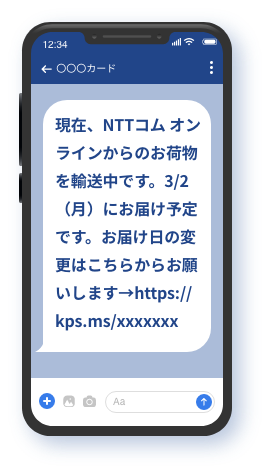 12:34
← 〇〇〇カード
現在、NTTコム オン
ラインからのお荷物
を輸送中です。3/2
（月）にお届け予定
です。お届け日の変
更はこちらからお願
いします→https://
kps.ms/xxxxxxx
Aa